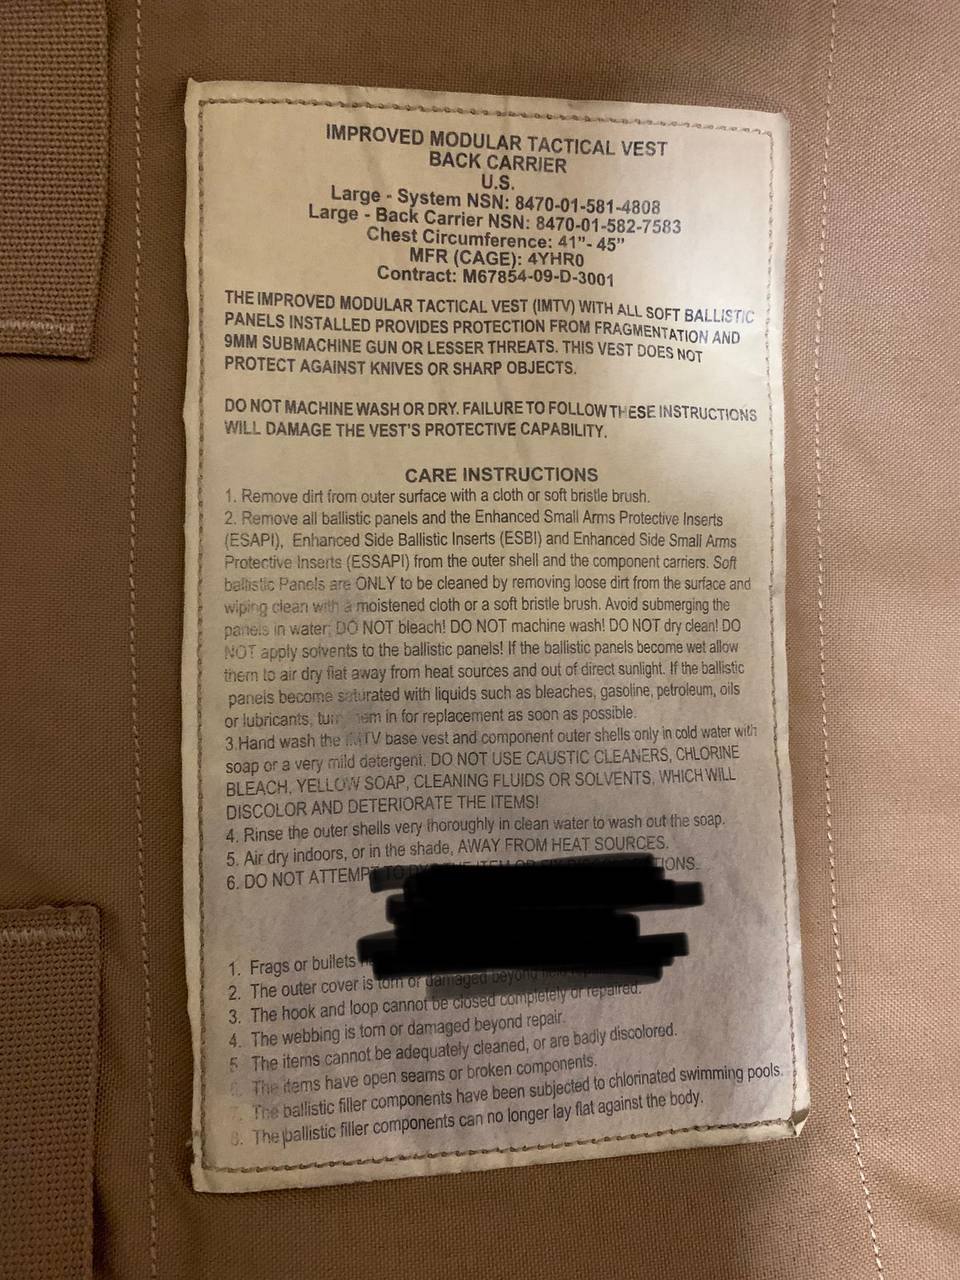 IMPROVED MODULAR TACTICAL VEST
BACK CARRIER
U.S.
Large - System NSN: 8470-01-581-4808
Large - Back Carrier NSN: 8470-01-582-7583
Chest Circumference: 41”- 45”
MFR (CAGE): 4YHR0
Contract: M67854-09-D-3001
THE IMPROVED MODULAR TACTICAL VEST (IMTV) WITH ALL SOFT BALLISTIC
PANELS INSTALLED PROVIDES PROTECTION FROM FRAGMENTATION AND
9MM SUBMACHINE GUN OR LESSER THREATS. THIS VEST DOES NOT
PROTECT AGAINST KNIVES OR SHARP OBJECTS.
DO NOT MACHINE WASH OR DRY. FAILURE TO FOLLOW THESE INSTRUCTIONS
WILL DAMAGE THE VEST'S PROTECTIVE CAPABILITY.
CARE INSTRUCTIONS
1. Remove dirt from outer surface with a cloth or soft bristle brush.
2. Remove all ballistic panels and the Enhanced Small Arms Protective Inserts
(ESAPI), Enhanced Side Ballistic Inserts (ESBI) and Enhanced Side Small Arms
Protective Inserts (ESSAPI) from the outer shell and the component carriers. Soft
ballistic Panels are ONLY to be cleaned by removing loose dirt from the surface and
wiping clean with a moistened cloth or a soft bristle brush. Avoid submerging the
panels in water; DO NOT bleach! DO NOT machine wash! DO NOT dry clean! DO
NOT apply solvents to the ballistic panels! If the ballistic panels become wet allow
them to air dry flat away from heat sources and out of direct sunlight. If the ballistic
panels become saturated with liquids such as bleaches, gasoline, petroleum, oils
or lubricants, in for replacement as soon as possible.
3.Hand wash the base vest and component outer shells only in cold water with
soap or a very mild detergent. DO NOT USE CAUSTIC CLEANERS, CHLORINE
BLEACH, YELLOW SOAP, CLEANING FLUIDS OR SOLVENTS, WHICH WILL
DISCOLOR AND DETERIORATE THE ITEMS!
4. Rinse the outer shells very thoroughly in clean water to wash out the soap.
5. Air dry indoors, or in the shade, AWAY FROM HEAT SOURCES.
6. DO NOT ATTEMPT TO
1. Frags or bullets
2. The outer cover is torn or damaged beyond
3. The hook and loop cannot be closed completely or repaired.
4. The webbing is torn or damaged beyond repair.
5 The items cannot be adequately cleaned, or are badly discolored.
The items have open seams or broken components.
The ballistic filler components have been subjected to chlorinated swimming pools.
8. The ballistic filler components can no longer lay flat against the body.